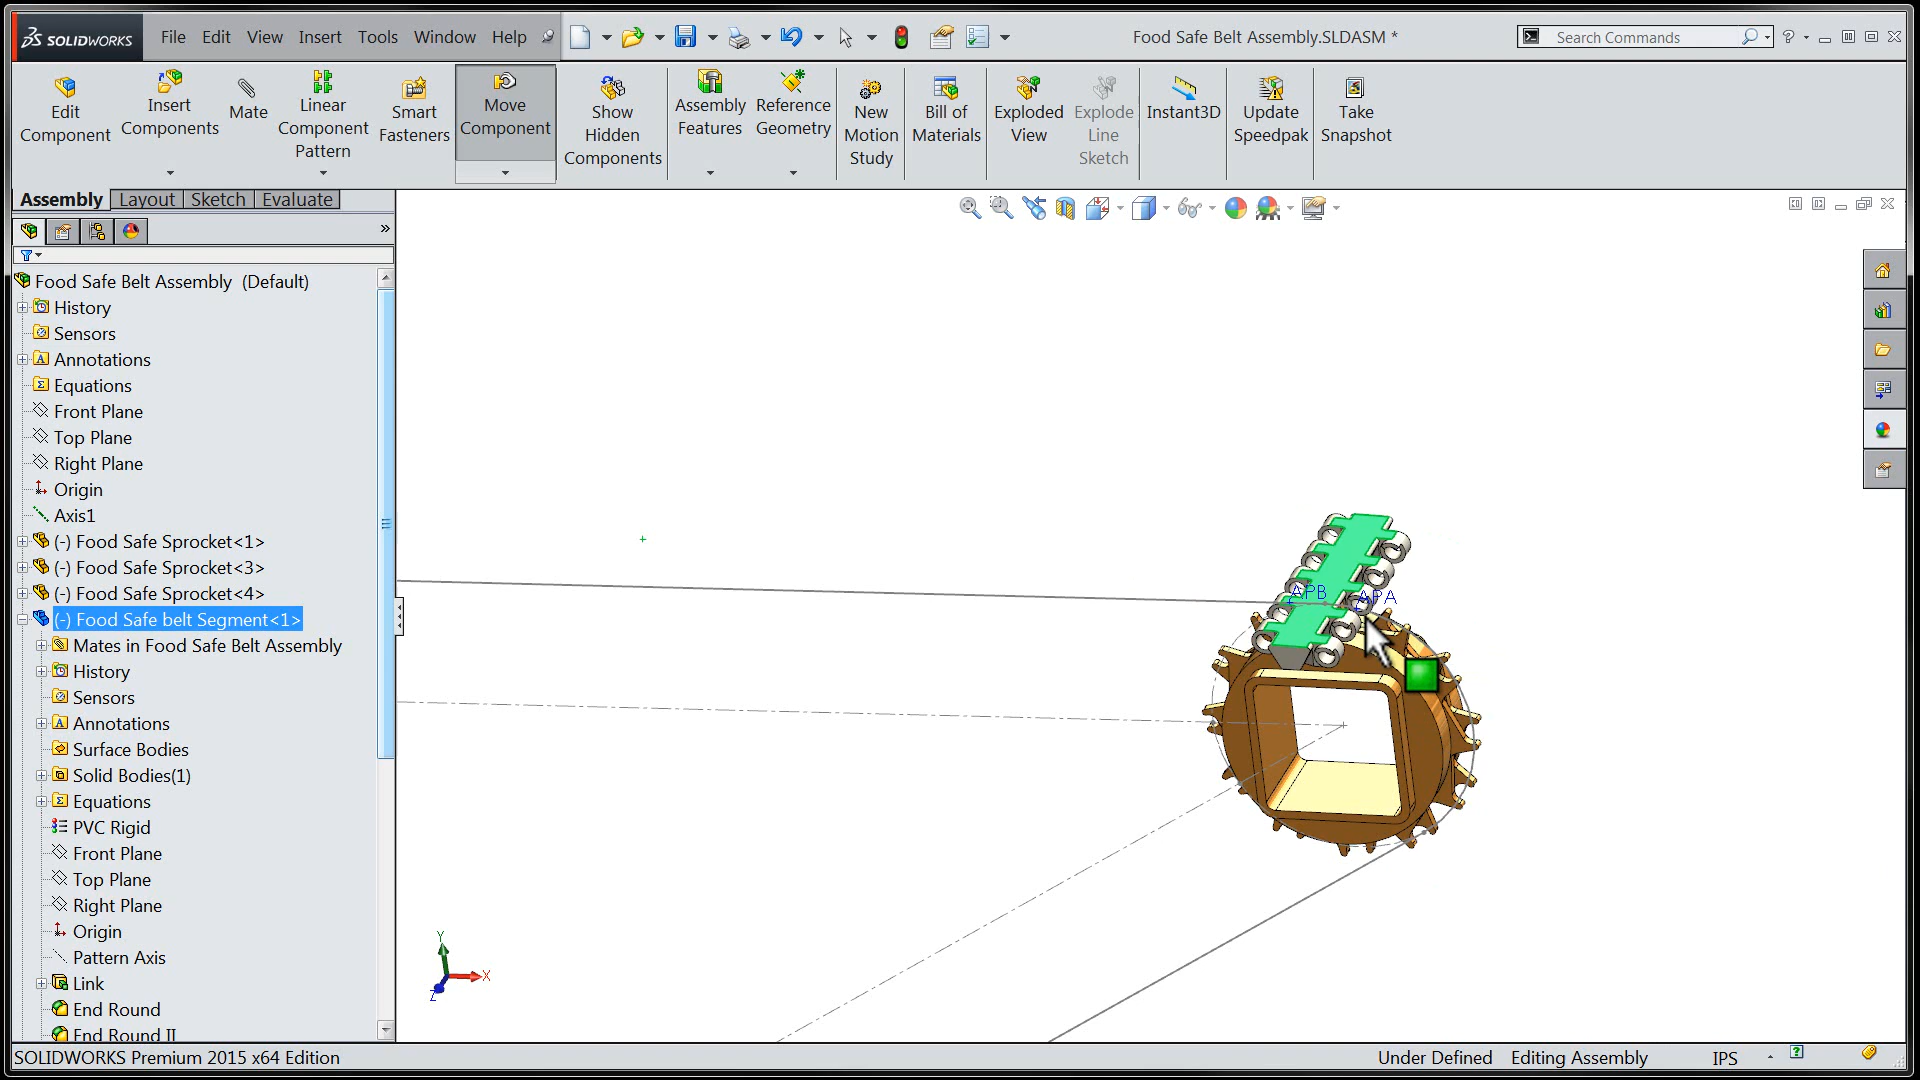 SOLIDWORKS File Edit View Insert Tools Window Help Food Safe Belt Assembly.SLDASM * Search Commands
Edit Component
Insert Components
Mate
Linear Component Pattern
Smart Fasteners
Move Component
Show Hidden Components
Assembly Features
Reference Geometry
New Motion Study
Bill of Materials
Exploded View
Explode Line Sketch
Instant3D
Update Speedpak
Take Snapshot
Assembly Layout Sketch Evaluate
Food Safe Belt Assembly (Default)
History
Sensors
Annotations
Equations
Front Plane
Top Plane
Right Plane
Origin
Axis1
(-) Food Safe Sprocket<1>
(-) Food Safe Sprocket<3>
(-) Food Safe Sprocket<4>
(-) Food Safe belt Segment<1>
Mates in Food Safe Belt Assembly
History
Sensors
Annotations
Surface Bodies
Solid Bodies(1)
Equations
PVC Rigid
Front Plane
Top Plane
Right Plane
Origin
Pattern Axis
Link
End Round
End Round II
APB APA
Y
X
Z
SOLIDWORKS Premium 2015 x64 Edition Under Defined Editing Assembly IPS